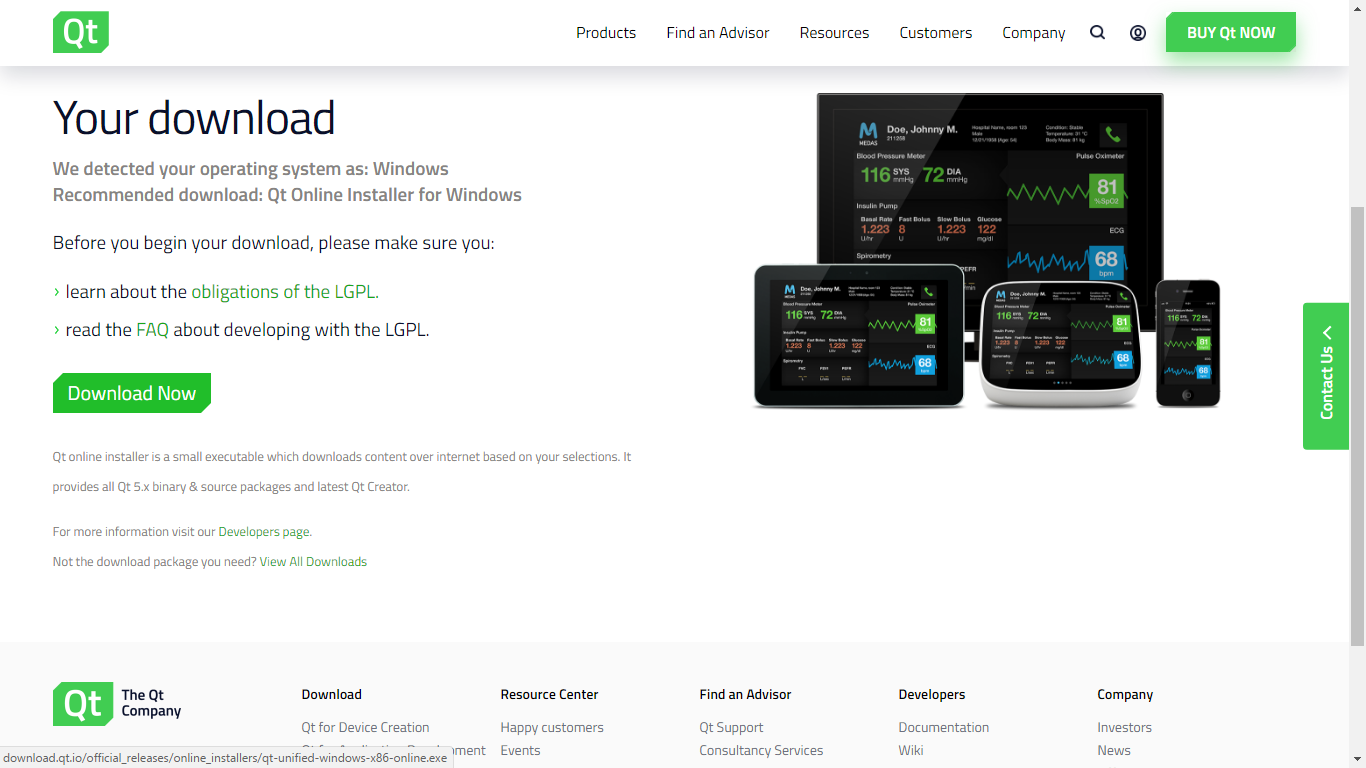 Qt
Products
Find an Advisor
Resources
Customers
Company
BUY Qt NOW
Your download
We detected your operating system as: Windows
Recommended download: Qt Online Installer for Windows
Before you begin your download, please make sure you:
› learn about the obligations of the LGPL.
› read the FAQ about developing with the LGPL.
Download Now
Qt online installer is a small executable which downloads content over internet based on your selections. It
provides all Qt 5.x binary & source packages and latest Qt Creator.
For more information visit our Developers page.
Not the download package you need? View All Downloads
MEDAS
Doe, Johnny M.
211268
Hospital Name, room 123
Male
Condition: Stable
Blood Pressure Meter
116 SYS mmHg 72 DIA mmHg
Pulse Oximeter
81
%SpO2
Insulin Pump
Basal Rate Fast Bolus Slow Bolus Glucose
1.223 8 1.223 122
U/hr U U/hr mg/dl
ECG
Spirometry
68
bpm
PEFR
Contact Us
Qt
The Qt
Company
Download
Qt for Device Creation
Resource Center
Happy customers
Events
Find an Advisor
Qt Support
Consultancy Services
Developers
Documentation
Wiki
Company
Investors
News
download.qt.io/official_releases/online_installers/qt-unified-windows-x86-online.exe